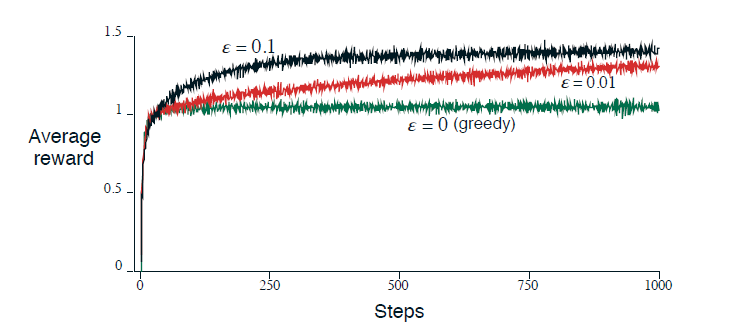 1.5
ε = 0.1
ε = 0.01
1
ε = 0 (greedy)
Average
reward
0.5
0
0 250 500 750 1000
Steps